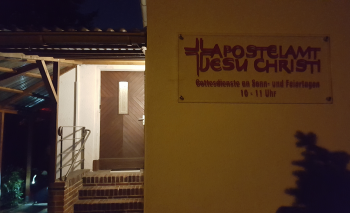 APOSTELAMT
JESU CHRISTI
Gottesdienste an Sonn- und Feiertagen
10 - 11 Uhr